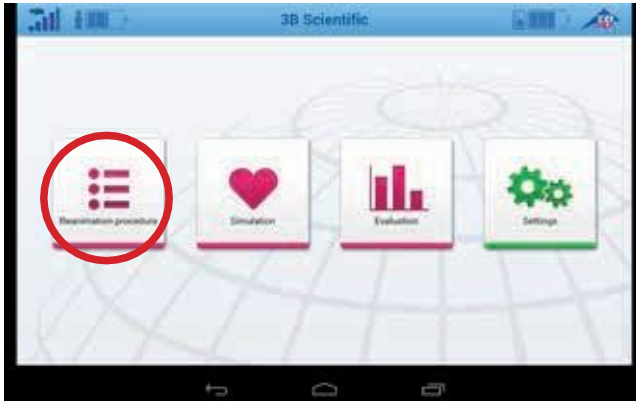 3B Scientific
Reanimation procedure
Simulation
Evaluation
Settings